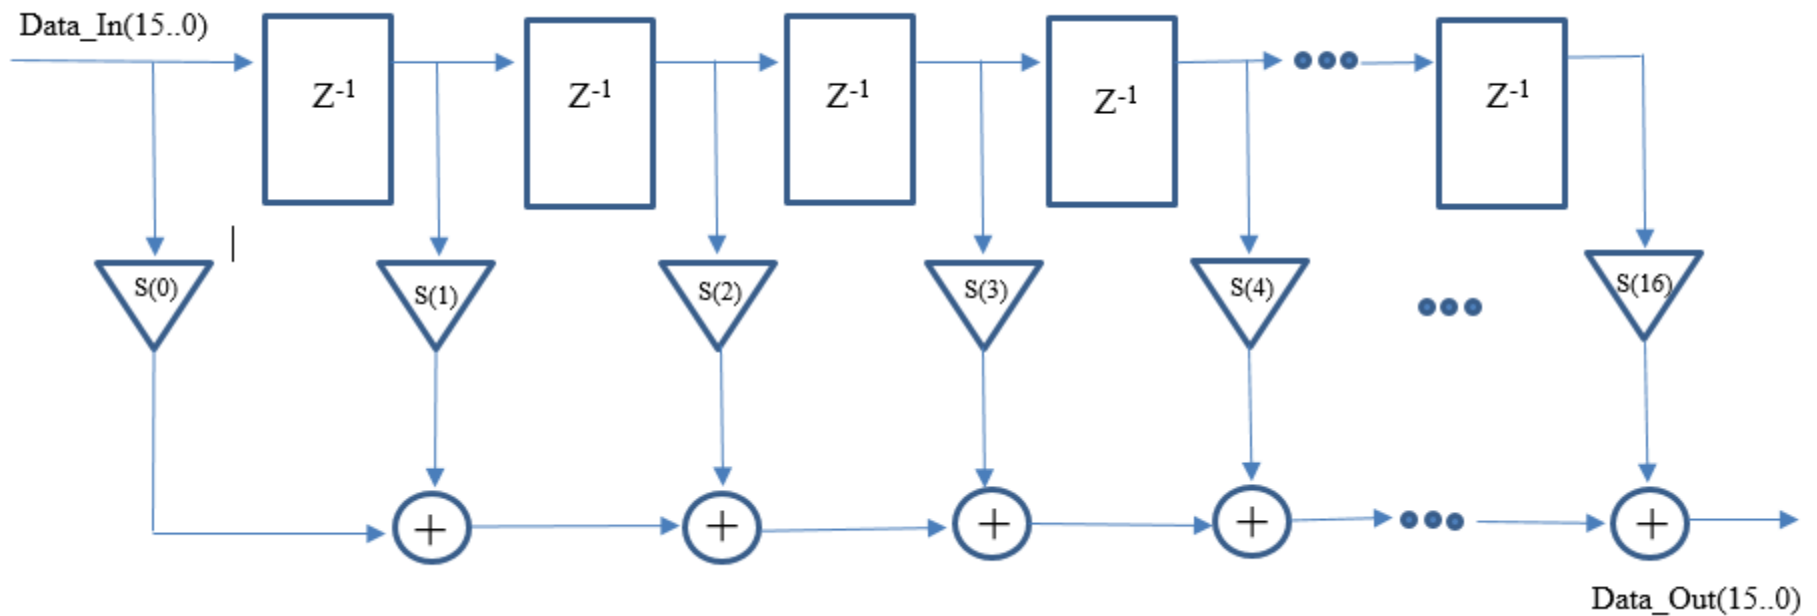 Data_In(15..0)
Z-1
Z-1
Z-1
Z-1
Z-1
S(0)
S(1)
S(2)
S(3)
S(4)
S(16)
+
+
+
+
+
Data_Out(15..0)